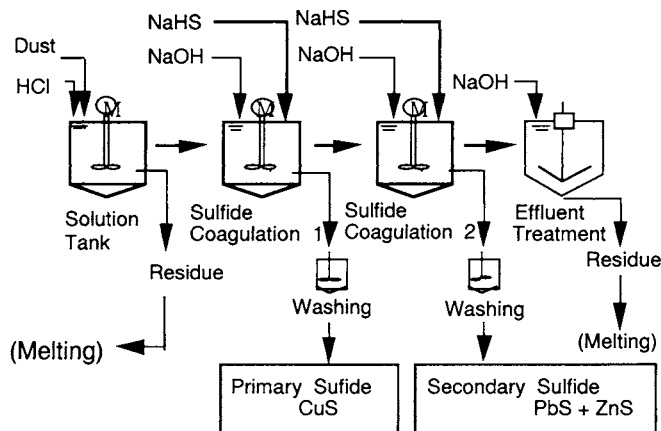 NaHS
NaHS
Dust
NaOH
NaOH
HCl
NaOH
M
M
M
Solution
Tank
Sulfide
Coagulation 1
Sulfide
Coagulation 2
Effluent
Treatment
Residue
Residue
Washing
Washing
(Melting)
(Melting)
Primary Sufide
CuS
Secondary Sulfide
PbS + ZnS